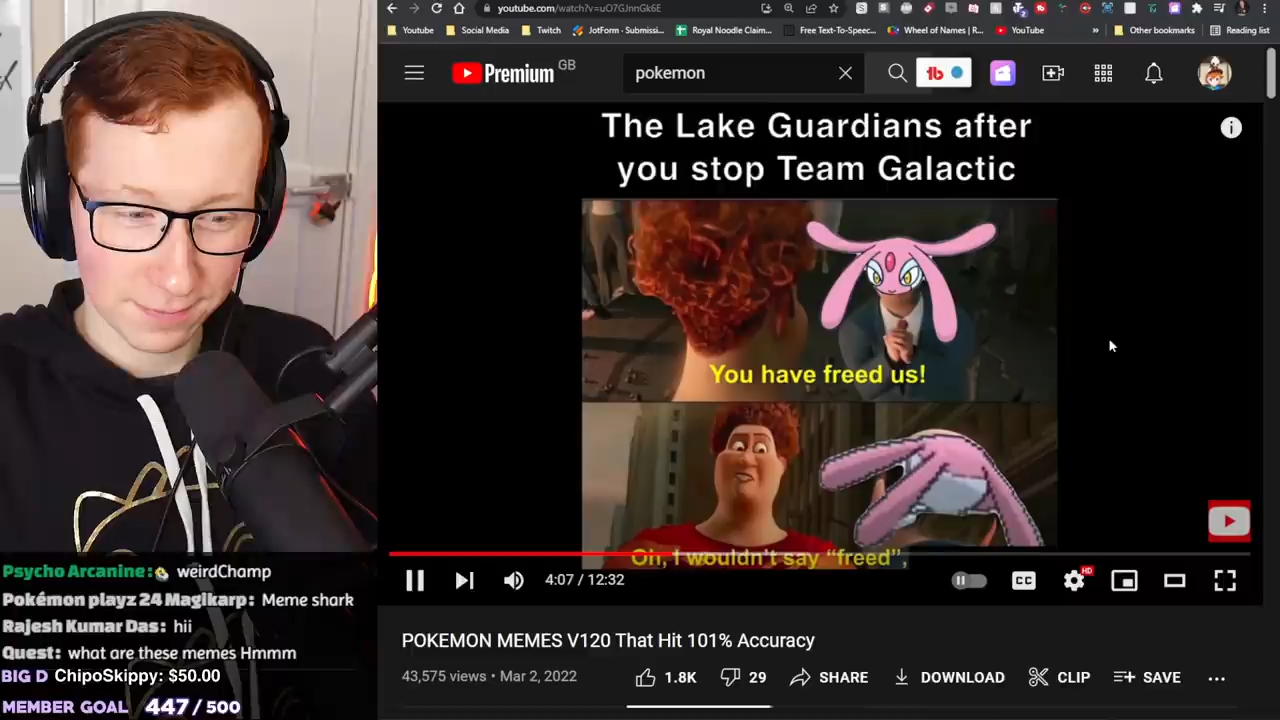 youtube.com/watch?v=uO7GJnnGk6E
Youtube Social Media Twitch JotForm - Submissi... Royal Noodle Claim... Free Text-To-Speec... Wheel of Names | R... YouTube » Other bookmarks Reading list
Premium GB
pokemon
The Lake Guardians after
you stop Team Galactic
You have freed us!
Oh, I wouldn't say "freed",
4:07 / 12:32
CC
HD
POKEMON MEMES V120 That Hit 101% Accuracy
43,575 views • Mar 2, 2022
1.8K 29 SHARE DOWNLOAD CLIP SAVE
Psycho Arcanine: weirdChamp
Pokémon playz 24 Magikarp: Meme shark
Rajesh Kumar Das: hii
Quest: what are these memes Hmmm
BIG D ChipoSkippy: $50.00
MEMBER GOAL 447 / 500